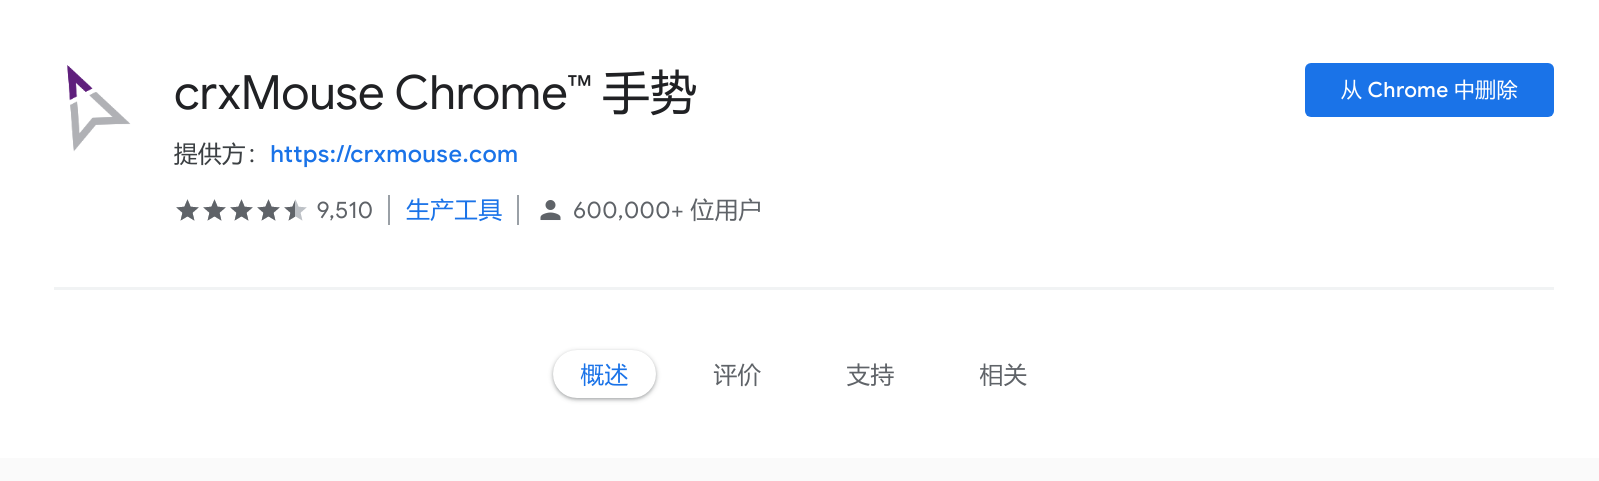 crxMouse Chrome™ 手势
从 Chrome 中删除
提供方： https://crxmouse.com
9,510 生产工具 600,000+ 位用户
概述 评价 支持 相关